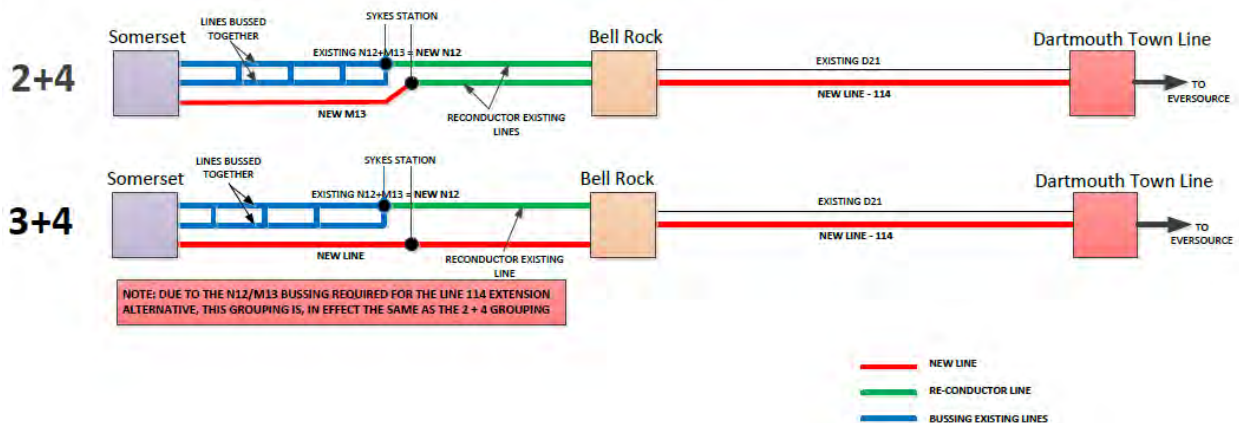 2+4
LINES BUSSED
TOGETHER
SYKES STATION
Somerset
EXISTING N12+M13 = NEW N12
Bell Rock
Dartmouth Town Line
EXISTING D21
NEW M13
RECONDUCTOR EXISTING
LINES
NEW LINE - 114
TO
EVERSOURCE
3+4
LINES BUSSED
TOGETHER
SYKES STATION
Somerset
EXISTING N12+M13 = NEW N12
Bell Rock
Dartmouth Town Line
EXISTING D21
NEW LINE
RECONDUCTOR EXISTING
LINE
NEW LINE - 114
TO
EVERSOURCE
NOTE: DUE TO THE N12/M13 BUSSING REQUIRED FOR THE LINE 114 EXTENSION
ALTERNATIVE, THIS GROUPING IS, IN EFFECT THE SAME AS THE 2 + 4 GROUPING
NEW LINE
RE-CONDUCTOR LINE
BUSSING EXISTING LINES